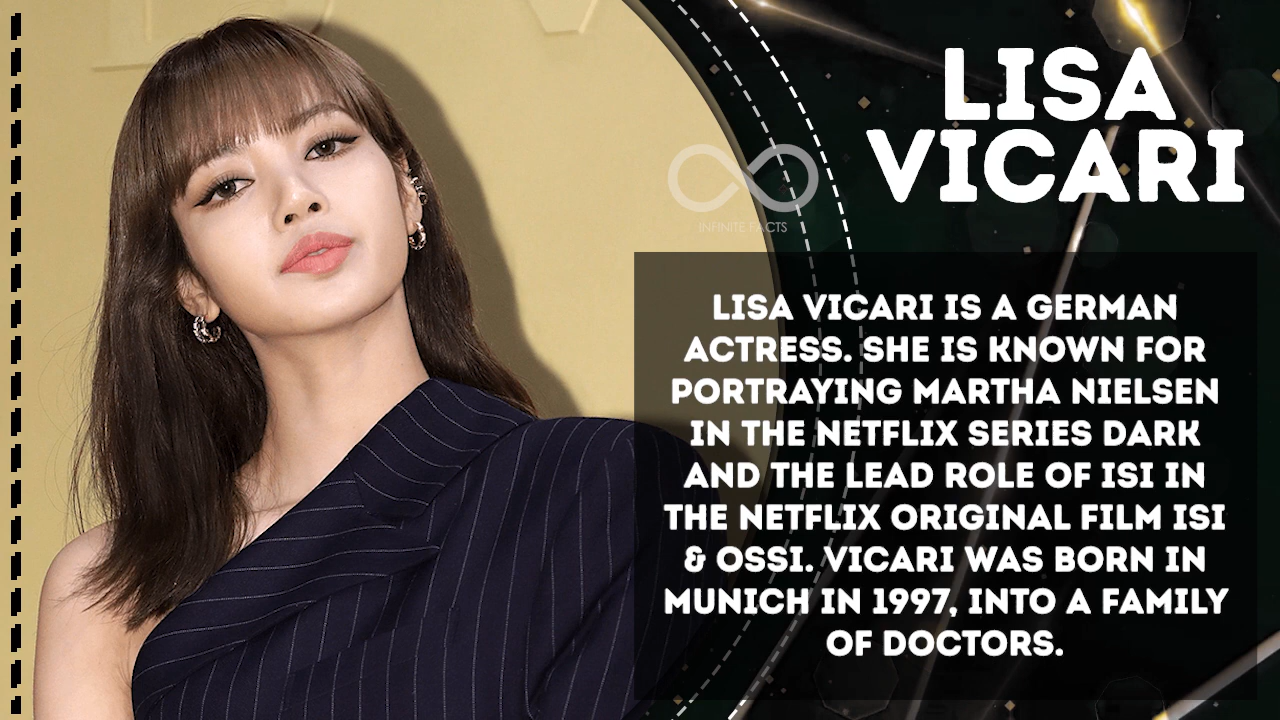 LISA
VICARI
INFINITE FACTS
LISA VICARI IS A GERMAN
ACTRESS. SHE IS KNOWN FOR
PORTRAYING MARTHA NIELSEN
IN THE NETFLIX SERIES DARK
AND THE LEAD ROLE OF ISI IN
THE NETFLIX ORIGINAL FILM ISI
& OSSI. VICARI WAS BORN IN
MUNICH IN 1997, INTO A FAMILY
OF DOCTORS.